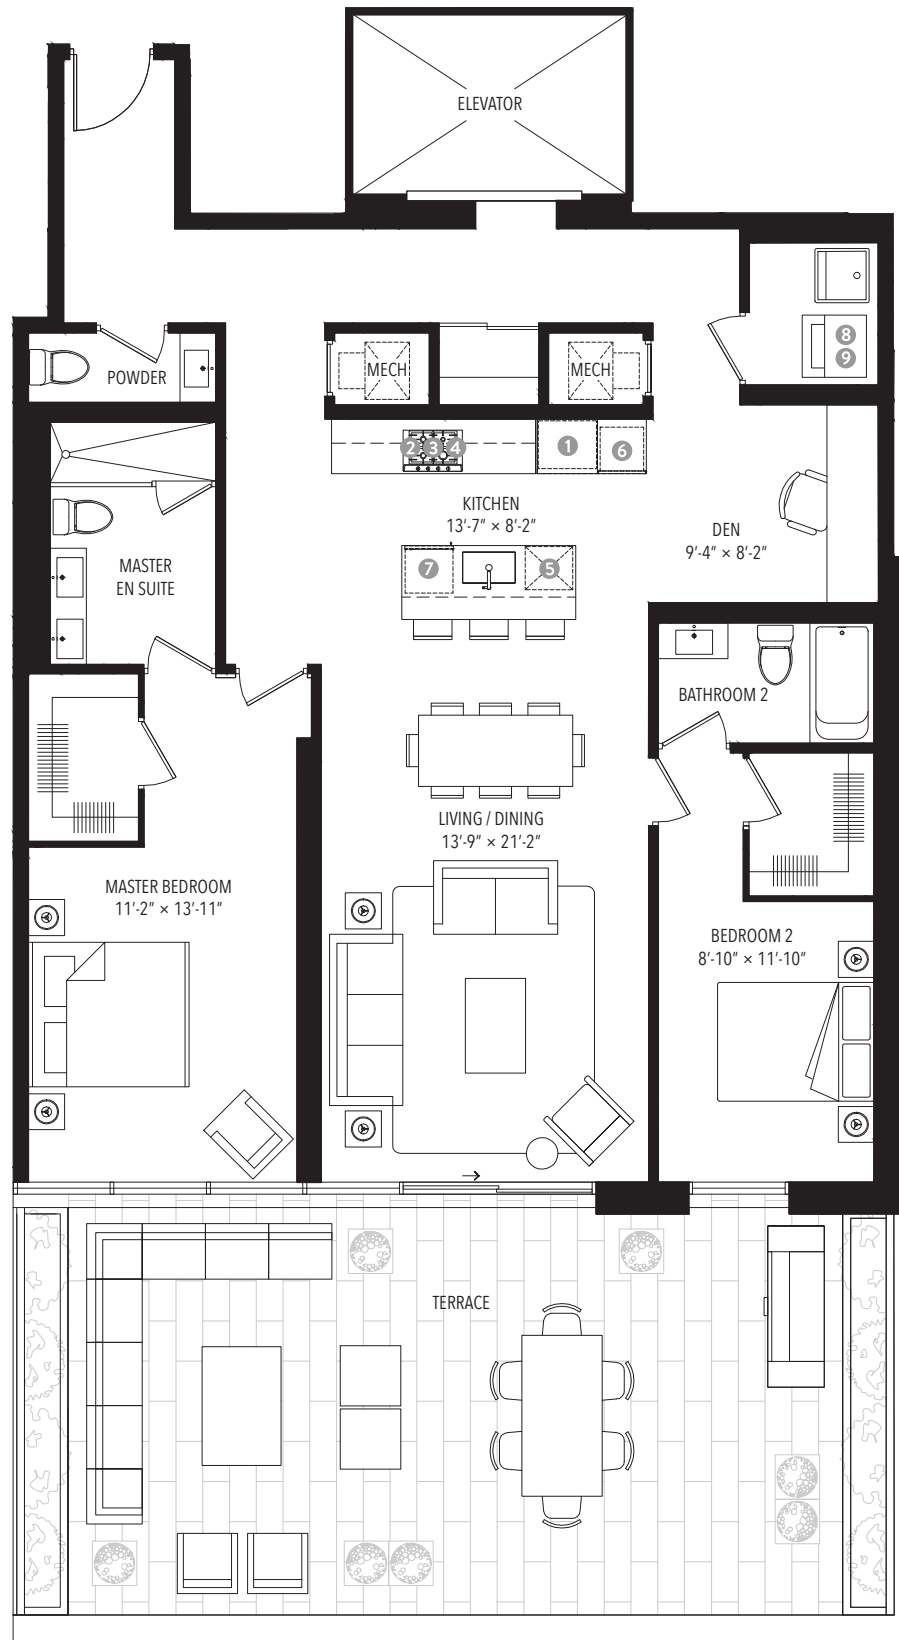 ELEVATOR
8
9
POWDER
MECH
MECH
2 3 4
1
6
KITCHEN
13'-7" × 8'-2"
DEN
9'-4" × 8'-2"
7
5
MASTER
EN SUITE
BATHROOM 2
LIVING / DINING
13'-9" × 21'-2"
MASTER BEDROOM
11'-2" × 13'-11"
BEDROOM 2
8'-10" × 11'-10"
TERRACE